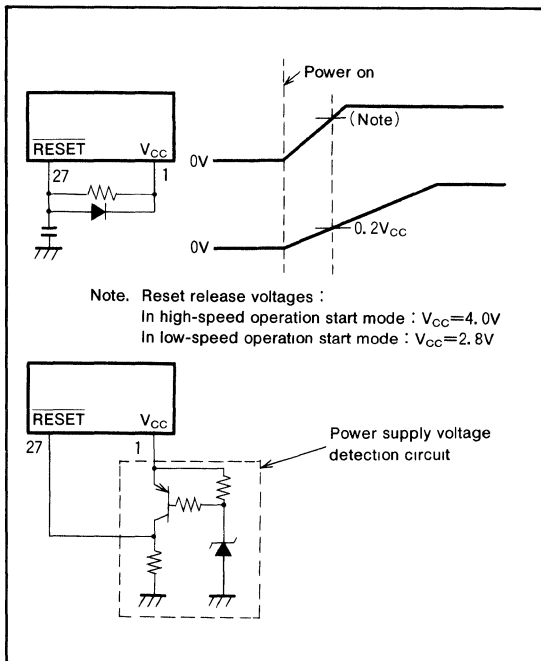 Power on
(Note)
RESET VCC
27 1
0V
0V
0.2VCC
Note. Reset release voltages :
In high-speed operation start mode : VCC=4.0V
In low-speed operation start mode : VCC=2.8V
RESET VCC
27 1
Power supply voltage
detection circuit